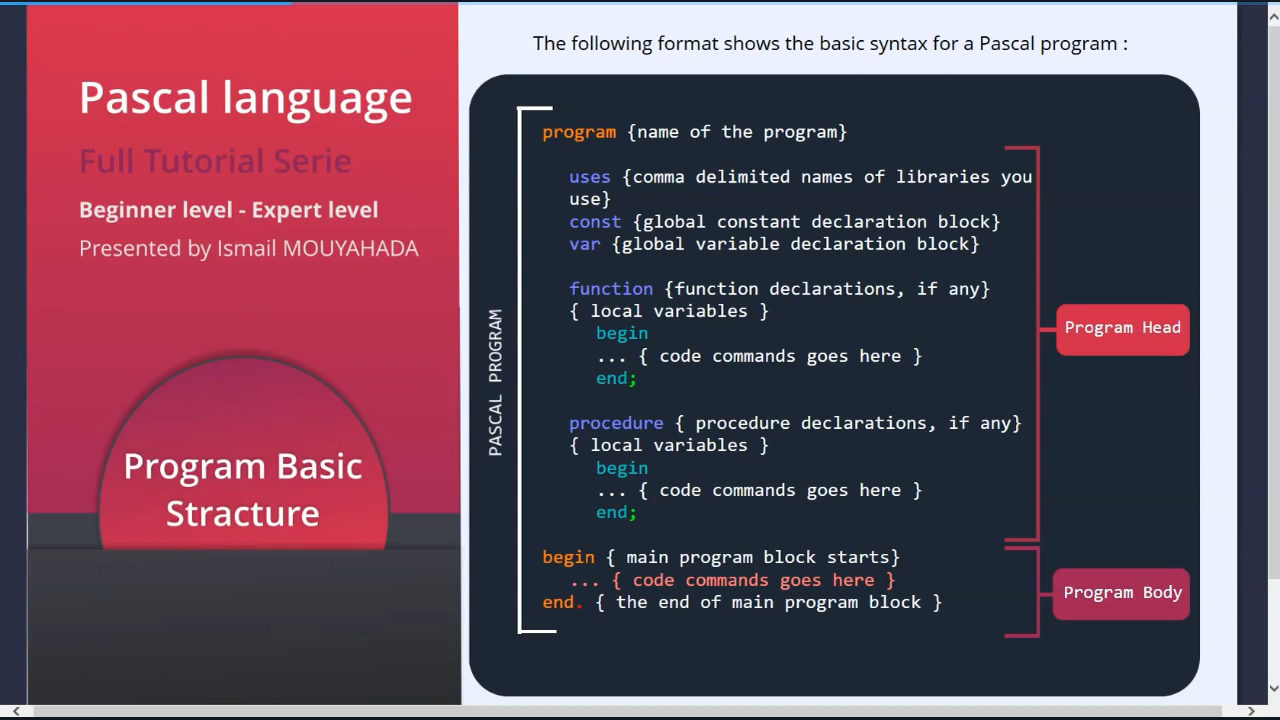 Pascal language
Full Tutorial Serie
Beginner level - Expert level
Presented by Ismail MOUYAHADA
Program Basic
Stracture
The following format shows the basic syntax for a Pascal program :
PASCAL PROGRAM
program {name of the program}
uses {comma delimited names of libraries you
use}
const {global constant declaration block}
var {global variable declaration block}
function {function declarations, if any}
{ local variables }
begin
... { code commands goes here }
end;
procedure { procedure declarations, if any}
{ local variables }
begin
... { code commands goes here }
end;
begin { main program block starts}
... { code commands goes here }
end. { the end of main program block }
Program Head
Program Body